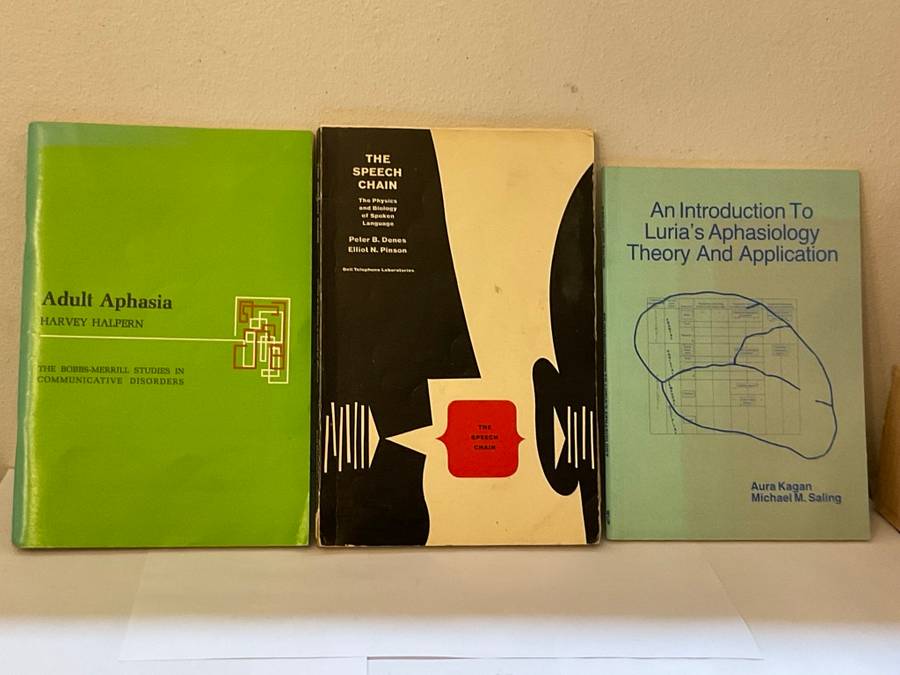 Adult Aphasia
HARVEY HALPERN
THE BOBBS-MERRILL STUDIES IN
COMMUNICATIVE DISORDERS
THE
SPEECH
CHAIN
The Physics
and Biology
of Spoken
Language
Peter B. Denes
Elliot N. Pinson
Bell Telephone Laboratories
THE
SPEECH
CHAIN
An Introduction To
Luria's Aphasiology
Theory And Application
Aura Kagan
Michael M. Saling